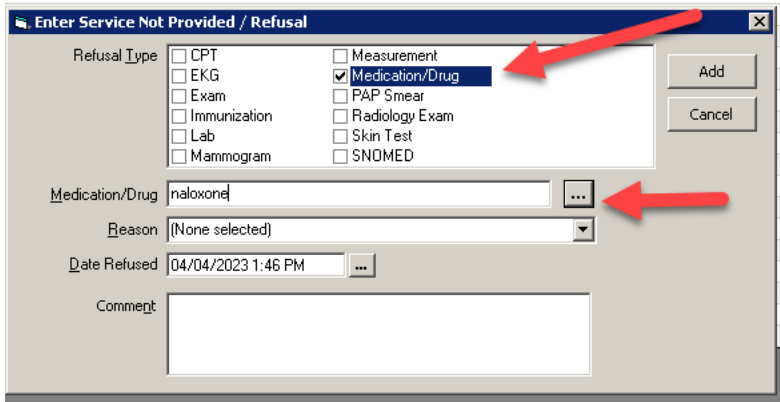 Enter Service Not Provided / Refusal
Refusal Type
CPT
EKG
Exam
Immunization
Lab
Mammogram
Measurement
Medication/Drug
PAP Smear
Radiology Exam
Skin Test
SNOMED
Add
Cancel
Medication/Drug naloxone ...
Reason (None selected)
Date Refused 04/04/2023 1:46 PM ...
Comment